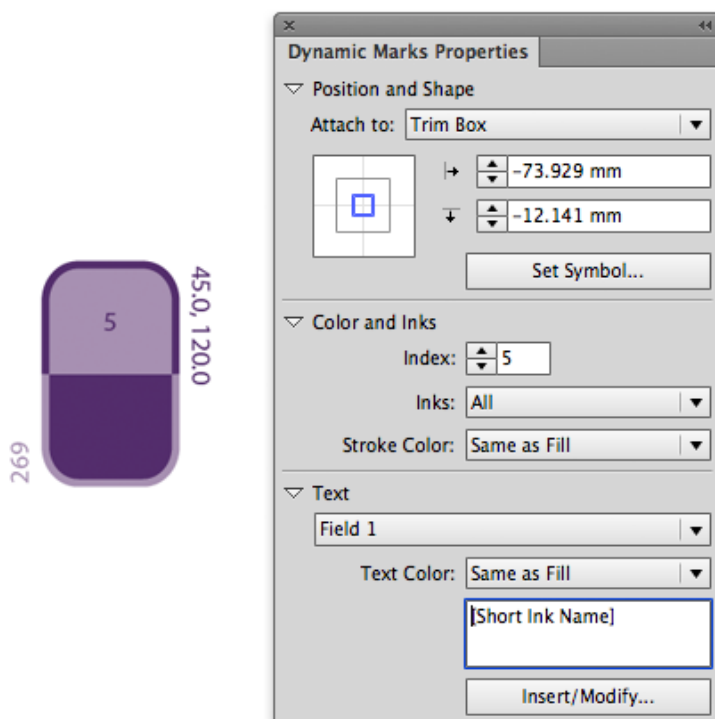 5
45.0, 120.0
269
Dynamic Marks Properties
Position and Shape
Attach to: Trim Box
-73.929 mm
-12.141 mm
Set Symbol...
Color and Inks
Index: 5
Inks: All
Stroke Color: Same as Fill
Text
Field 1
Text Color: Same as Fill
[Short Ink Name]
Insert/Modify...